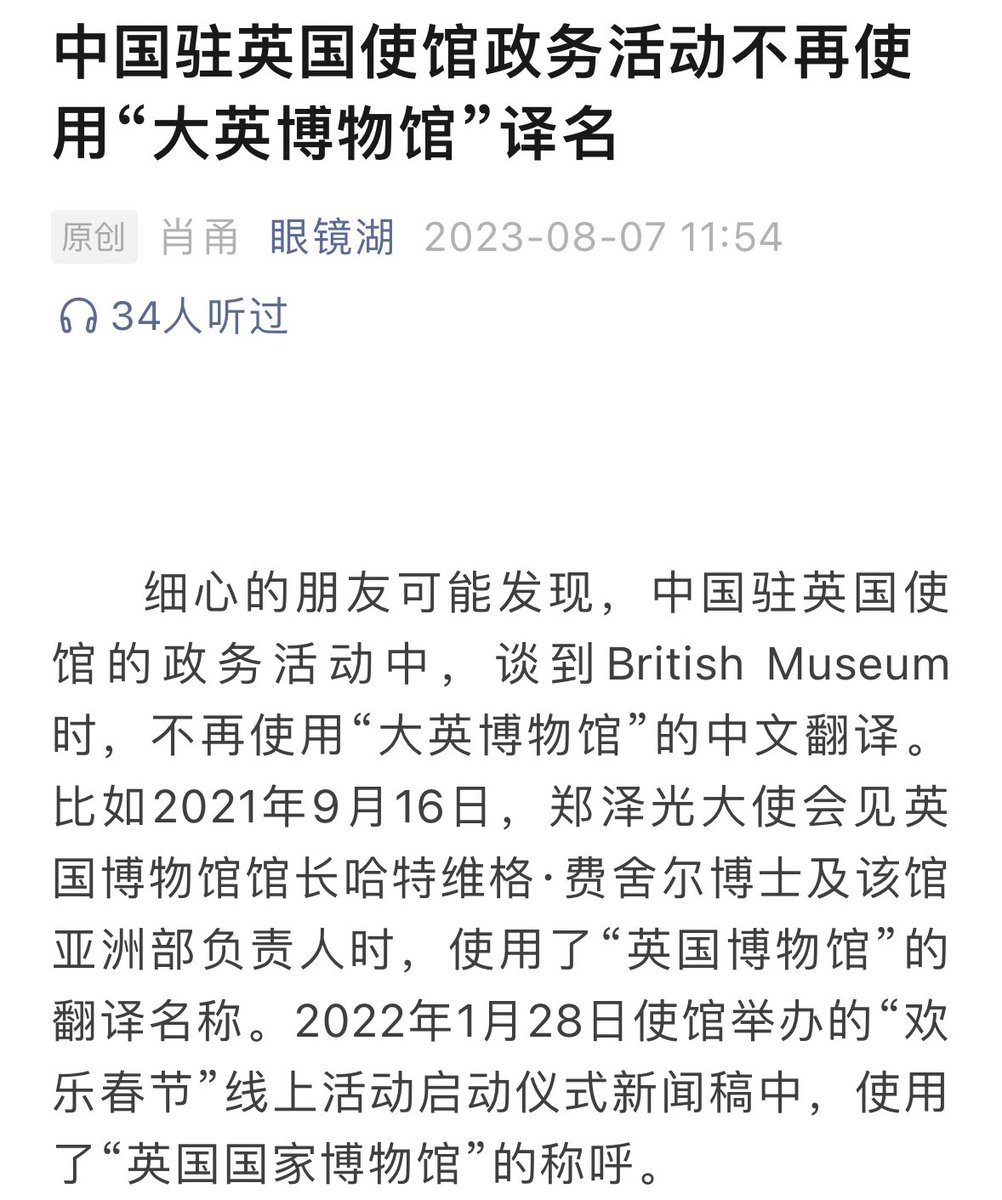 中国驻英国使馆政务活动不再使
用“大英博物馆”译名
原创 肖甬 眼镜湖 2023-08-07 11:54
34人听过
细心的朋友可能发现，中国驻英国使
馆的政务活动中，谈到British Museum
时，不再使用“大英博物馆”的中文翻译。
比如2021年9月16日，郑泽光大使会见英
国博物馆馆长哈特维格·费舍尔博士及该馆
亚洲部负责人时，使用了“英国博物馆”的
翻译名称。2022年1月28日使馆举办的“欢
乐春节”线上活动启动仪式新闻稿中，使用
了“英国国家博物馆”的称呼。